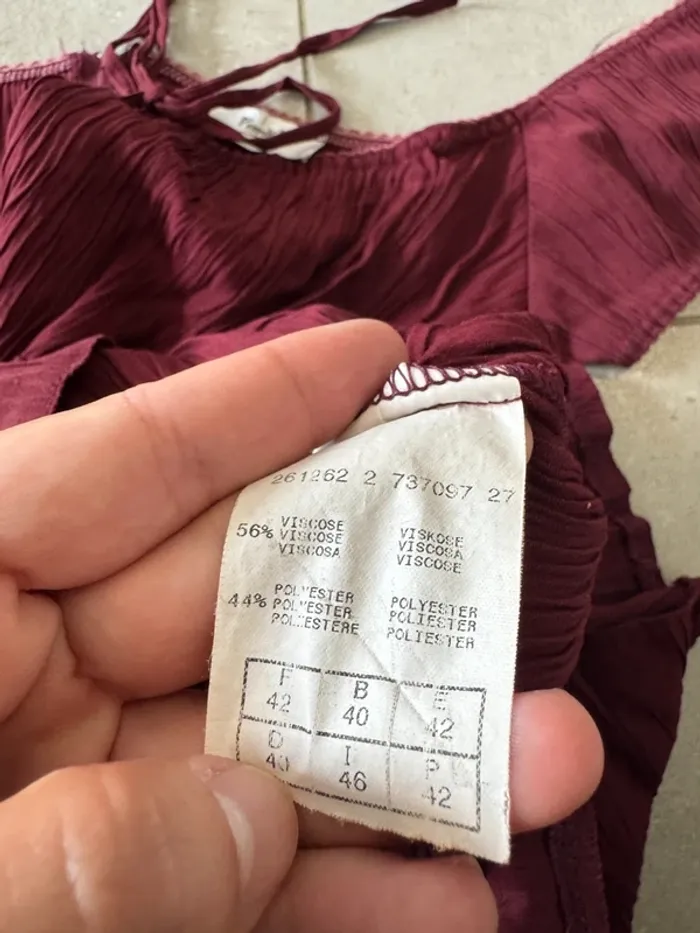 261262 2 737097 27
56% VISCOSE VISKOSE
VISCOSE VISCOSA
VISCOSA VISCOSE
44% POLYESTER POLYESTER
POLYESTER POLIESTER
POLIESTERE POLIESTER
F B E
42 40 42
D I P
40 46 42